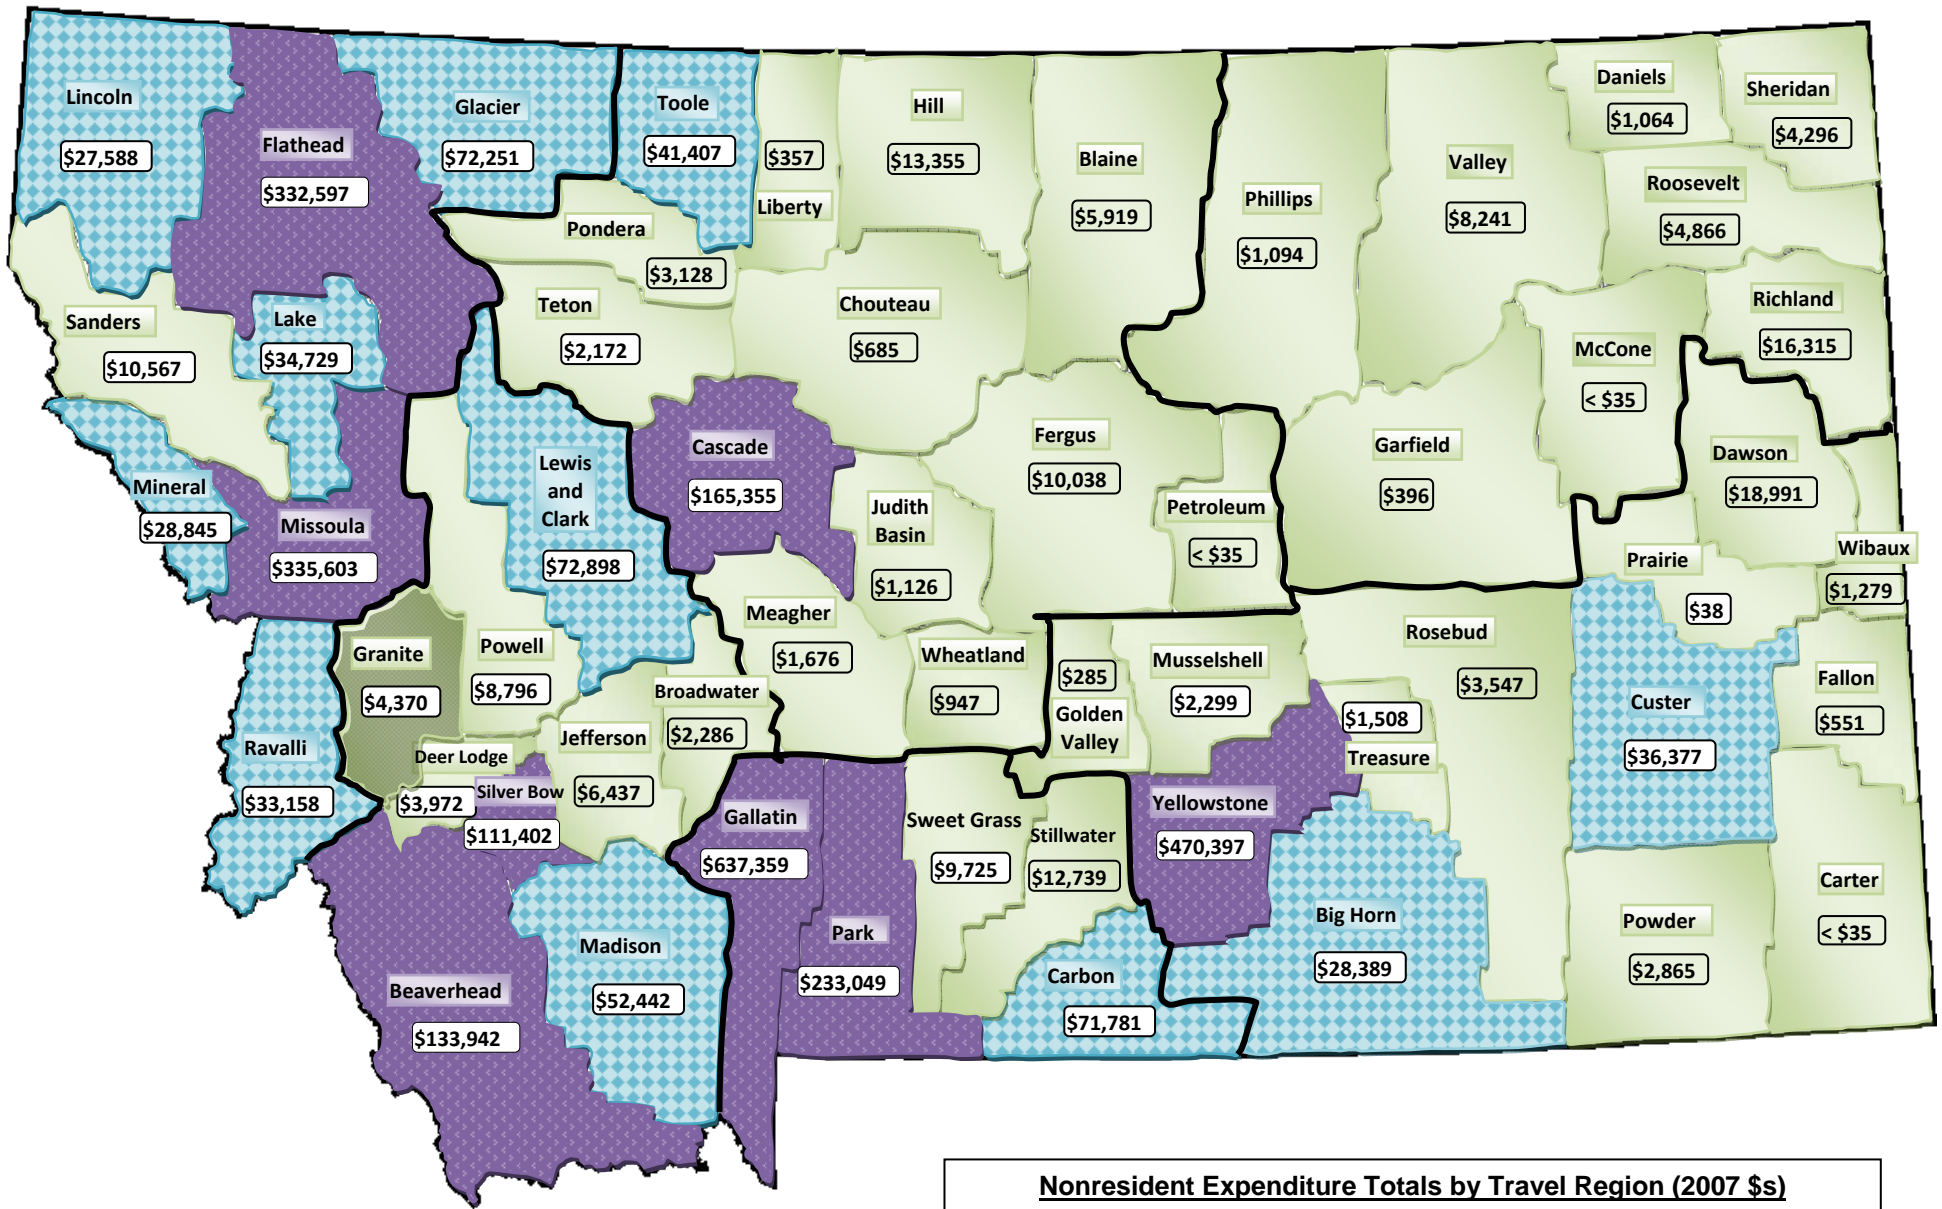 Lincoln
$27,588
Flathead
$332,597
Glacier
$72,251
Toole
$41,407
$357
Liberty
Hill
$13,355
Blaine
$5,919
Phillips
$1,094
Valley
$8,241
Daniels
$1,064
Sheridan
$4,296
Roosevelt
$4,866
Pondera
$3,128
Teton
$2,172
Chouteau
$685
Richland
$16,315
McCone
< $35
Sanders
$10,567
Lake
$34,729
Cascade
$165,355
Fergus
$10,038
Garfield
$396
Dawson
$18,991
Mineral
$28,845
Missoula
$335,603
Lewis
and
Clark
$72,898
Judith
Basin
$1,126
Petroleum
< $35
Prairie
$38
Wibaux
$1,279
Granite
$4,370
Powell
$8,796
Meagher
$1,676
Wheatland
$947
$285
Golden
Valley
Musselshell
$2,299
Rosebud
$3,547
Custer
$36,377
Fallon
$551
Broadwater
$2,286
Jefferson
$6,437
Ravalli
$33,158
Deer Lodge
$3,972
Silver Bow
$111,402
$1,508
Treasure
Gallatin
$637,359
Sweet Grass
$9,725
Stillwater
$12,739
Yellowstone
$470,397
Park
$233,049
Carbon
$71,781
Big Horn
$28,389
Powder
$2,865
Carter
< $35
Madison
$52,442
Beaverhead
$133,942
Nonresident Expenditure Totals by Travel Region (2007 $s)